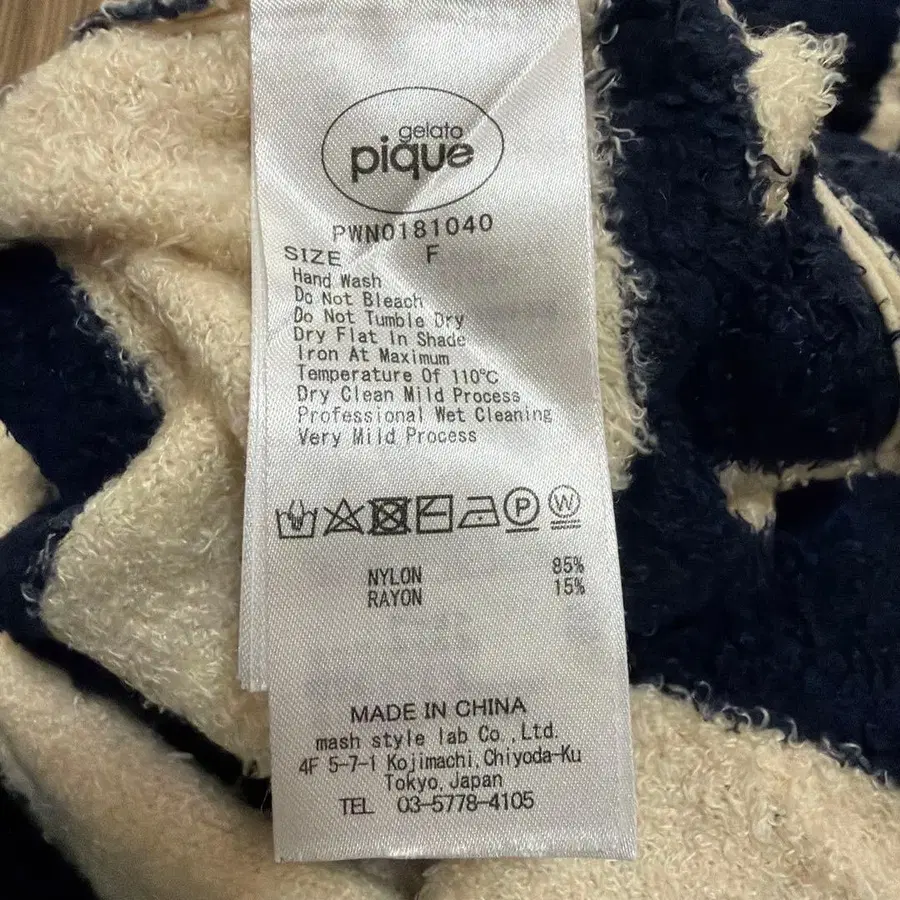 gelato
pique
PWNO181040
SIZE F
Hand Wash
Do Not Bleach
Do Not Tumble Dry
Dry Flat In Shade
Iron At Maximum
Temperature Of 110℃
Dry Clean Mild Process
Professional Wet Cleaning
Very Mild Process
P W
NYLON 85%
RAYON 15%
MADE IN CHINA
mash style lab Co.,Ltd.
4F 5-7-1 Kojimachi,Chiyoda-Ku
Tokyo,Japan
TEL 03-5778-4105